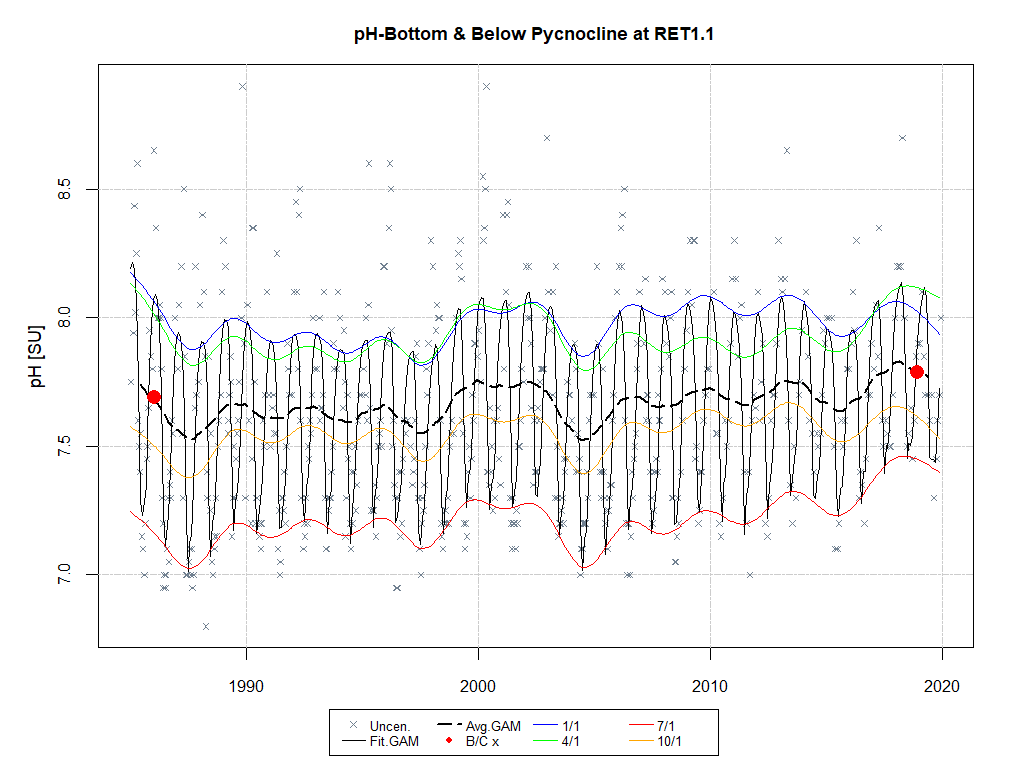 pH-Bottom & Below Pycnocline at RET1.1
pH [SU]
8.5
8.0
7.5
7.0
1990 2000 2010 2020
Uncen. Avg.GAM 1/1 7/1
Fit.GAM B/C x 4/1 10/1